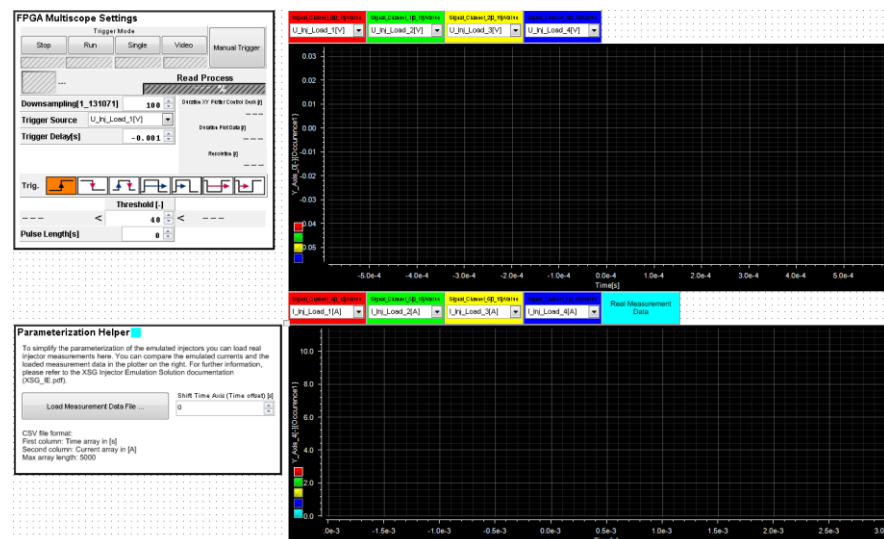 FPGA Multiscope Settings
Trigger Mode
Stop Run Single Video Manual Trigger
...
Read Process
%
Downsampling[1_131071] 100
Trigger Source U_Inj_Load_1[V]
Trigger Delay[s] -0.001
---
---
---
Trig.
Threshold [-]
--- < 40 < ---
Pulse Length[s] 0
U_Inj_Load_1[V] U_Inj_Load_2[V] U_Inj_Load_3[V] U_Inj_Load_4[V]
Y_Axis_0[-][Occurence1]
0.03
0.02
0.01
0.00
-0.01
-0.02
-0.03
0.04
0.05
-5.0e-4 -4.0e-4 -3.0e-4 -2.0e-4 -1.0e-4 0.0e-4 1.0e-4 2.0e-4 3.0e-4 4.0e-4 5.0e-4
Time[s]
I_Inj_Load_1[A] I_Inj_Load_2[A] I_Inj_Load_3[A] I_Inj_Load_4[A]
Real Measurement
Data
Y_Axis_4[-][Occurence1]
10.0
8.0
6.0
4.0
2.0
0.0
.0e-3 -1.5e-3 -1.0e-3 -0.5e-3 0.0e-3 0.5e-3 1.0e-3 1.5e-3 2.0e-3 2.5e-3 3.0
Parameterization Helper
To simplify the parameterization of the emulated injectors you can load real
injector measurements here. You can compare the emulated currents and the
loaded measurement data in the plotter on the right. For further information,
please refer to the XSG Injector Emulation Solution documentation
(XSG_IE.pdf).
Load Measurement Data File ...
Shift Time Axis (Time offset) [s]
0
CSV file format:
First column: Time array in [s]
Second column: Current array in [A]
Max array length: 5000